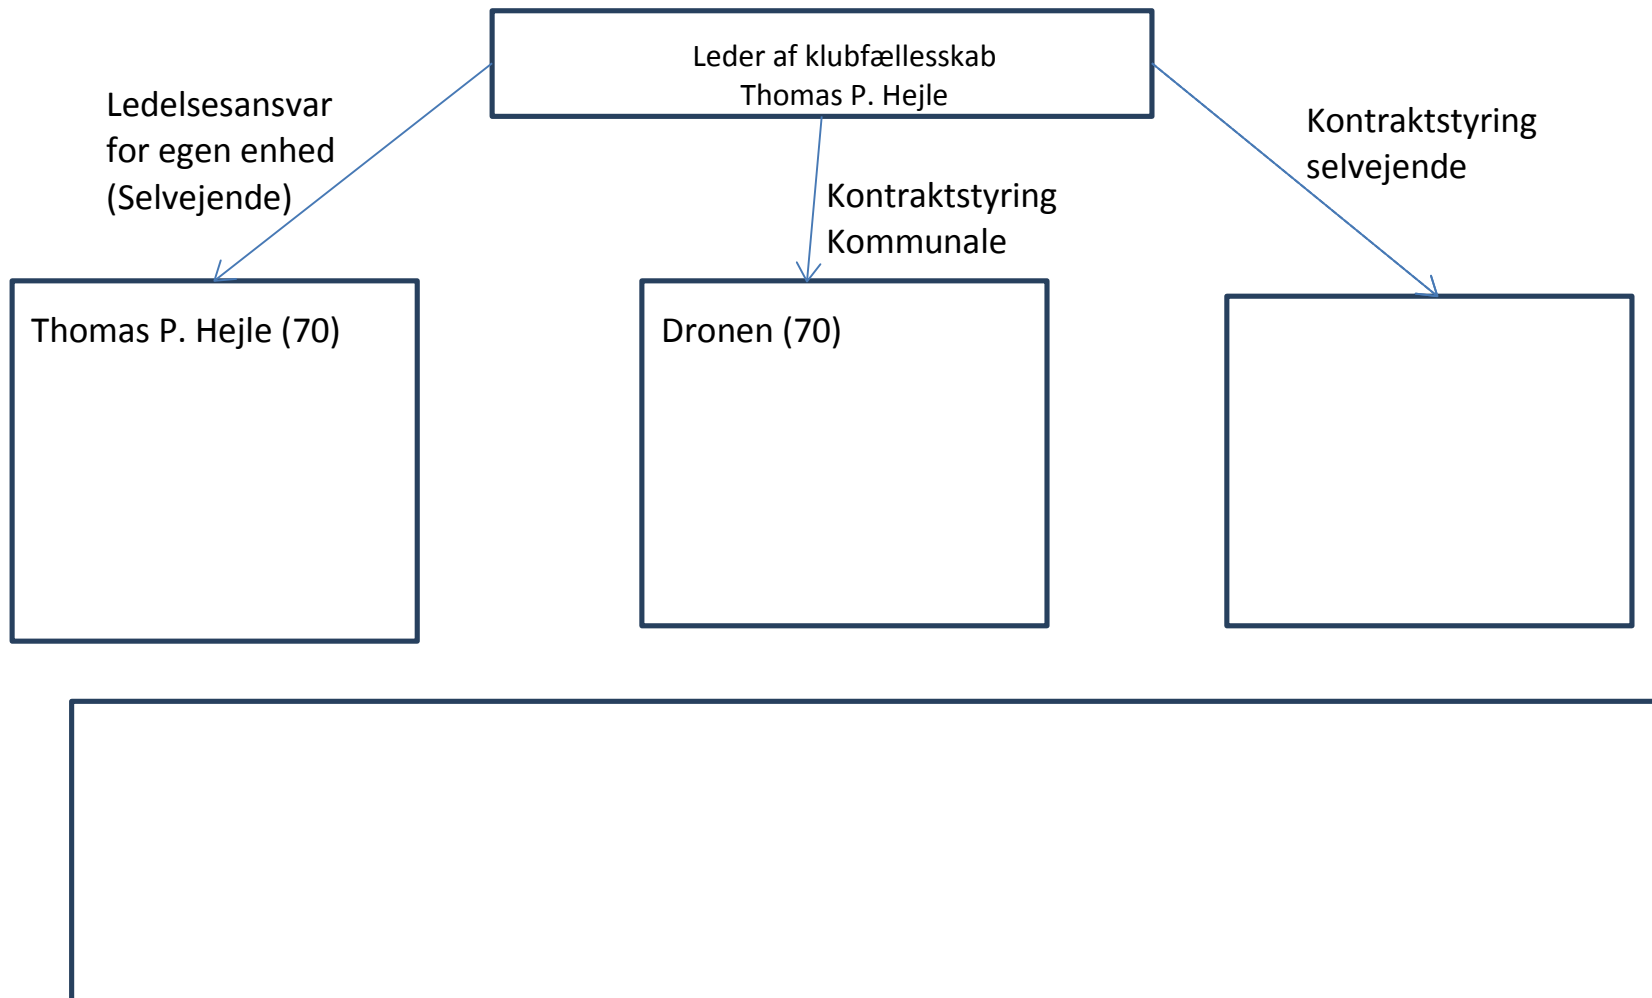 Leder af klubfællesskab
Thomas P. Hejle
Ledelsesansvar
for egen enhed
(Selvejende)
Kontraktstyring
Kommunale
Kontraktstyring
selvejende
Thomas P. Hejle (70)
Dronen (70)